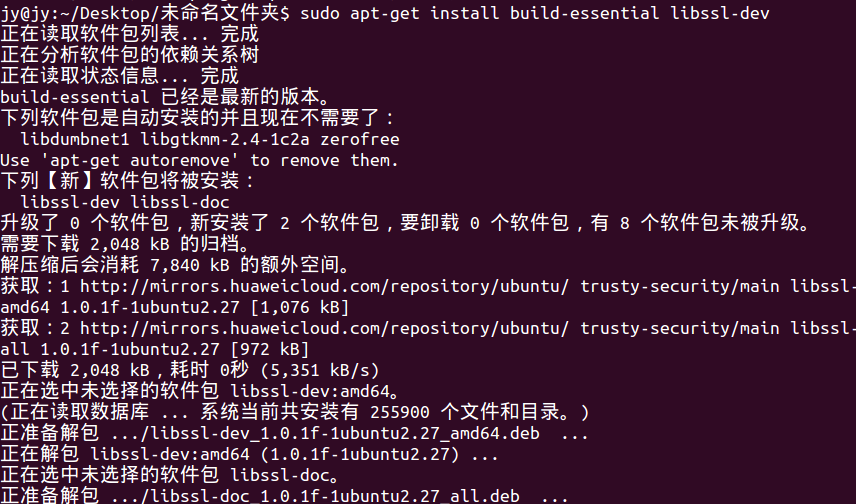 jy@jy:~/Desktop/未命名文件夹$ sudo apt-get install build-essential libssl-dev
正在读取软件包列表... 完成
正在分析软件包的依赖关系树
正在读取状态信息... 完成
build-essential 已经是最新的版本。
下列软件包是自动安装的并且现在不需要了：
  libdumbnet1 libgtkmm-2.4-1c2a zerofree
Use 'apt-get autoremove' to remove them.
下列【新】软件包将被安装：
  libssl-dev libssl-doc
升级了 0 个软件包，新安装了 2 个软件包，要卸载 0 个软件包，有 8 个软件包未被升级。
需要下载 2,048 kB 的归档。
解压缩后会消耗 7,840 kB 的额外空间。
获取：1 http://mirrors.huaweicloud.com/repository/ubuntu/ trusty-security/main libssl-
amd64 1.0.1f-1ubuntu2.27 [1,076 kB]
获取：2 http://mirrors.huaweicloud.com/repository/ubuntu/ trusty-security/main libssl-
all 1.0.1f-1ubuntu2.27 [972 kB]
已下载 2,048 kB，耗时 0秒 (5,351 kB/s)
正在选中未选择的软件包 libssl-dev:amd64。
(正在读取数据库 ... 系统当前共安装有 255900 个文件和目录。)
正准备解包 .../libssl-dev_1.0.1f-1ubuntu2.27_amd64.deb  ...
正在解包 libssl-dev:amd64 (1.0.1f-1ubuntu2.27) ...
正在选中未选择的软件包 libssl-doc。
正准备解包 .../libssl-doc_1.0.1f-1ubuntu2.27_all.deb  ...